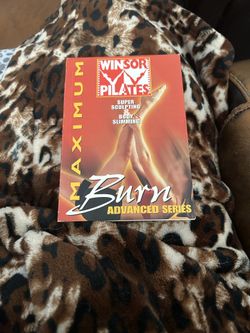 MAXIMUM
WINSOR
PILATES
SUPER
SCULPTING
&
BODY
SLIMMING
Burn
ADVANCED SERIES